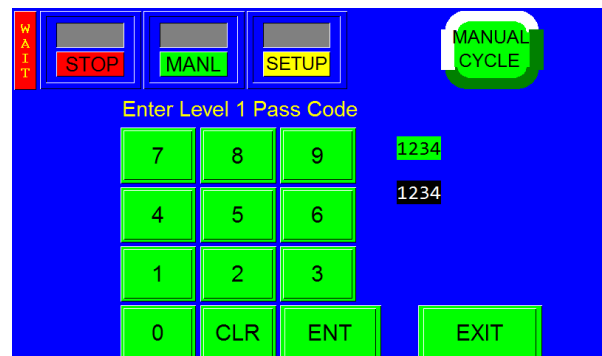 WAIT
STOP
MANL
SETUP
MANUAL
CYCLE
Enter Level 1 Pass Code
7 8 9
1234
4 5 6
1234
1 2 3
0 CLR ENT EXIT